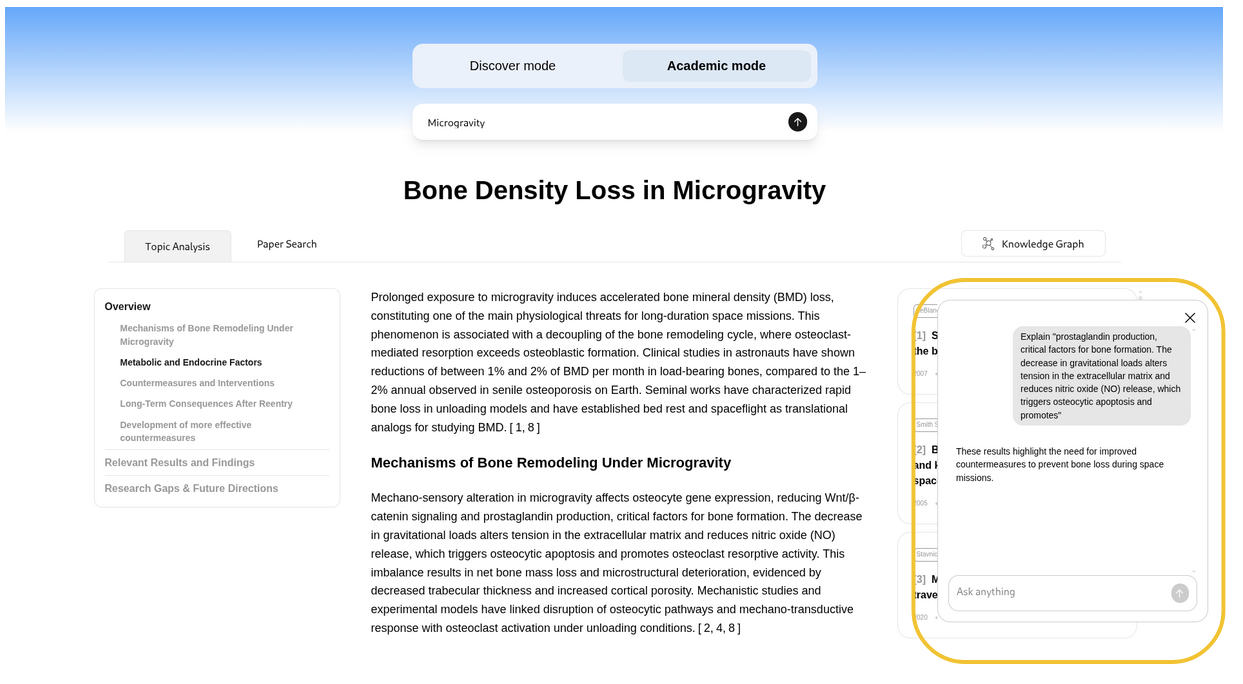 Discover mode
Academic mode
Microgravity
Bone Density Loss in Microgravity
Topic Analysis
Paper Search
Knowledge Graph
Overview
Mechanisms of Bone Remodeling Under
Microgravity
Metabolic and Endocrine Factors
Countermeasures and Interventions
Long-Term Consequences After Reentry
Development of more effective
countermeasures
Relevant Results and Findings
Research Gaps & Future Directions
Prolonged exposure to microgravity induces accelerated bone mineral density (BMD) loss,
constituting one of the main physiological threats for long-duration space missions. This
phenomenon is associated with a decoupling of the bone remodeling cycle, where osteoclast-
mediated resorption exceeds osteoblastic formation. Clinical studies in astronauts have shown
reductions of between 1% and 2% of BMD per month in load-bearing bones, compared to the 1–
2% annual observed in senile osteoporosis on Earth. Seminal works have characterized rapid
bone loss in unloading models and have established bed rest and spaceflight as translational
analogs for studying BMD. [ 1, 8 ]
Mechanisms of Bone Remodeling Under Microgravity
Mechano-sensory alteration in microgravity affects osteocyte gene expression, reducing Wnt/β-
catenin signaling and prostaglandin production, critical factors for bone formation. The decrease
in gravitational loads alters tension in the extracellular matrix and reduces nitric oxide (NO)
release, which triggers osteocytic apoptosis and promotes osteoclast resorptive activity. This
imbalance results in net bone mass loss and microstructural deterioration, evidenced by
decreased trabecular thickness and increased cortical porosity. Mechanistic studies and
experimental models have linked disruption of osteocytic pathways and mechano-transductive
response with osteoclast activation under unloading conditions. [ 2, 4, 8 ]
[1] S
the b
2007
Smith S
[2] B
and k
spac
2005
Stavnic
[3] M
trave
2020
Explain "prostaglandin production,
critical factors for bone formation. The
decrease in gravitational loads alters
tension in the extracellular matrix and
reduces nitric oxide (NO) release, which
triggers osteocytic apoptosis and
promotes"
These results highlight the need for improved
countermeasures to prevent bone loss during space
missions.
Ask anything